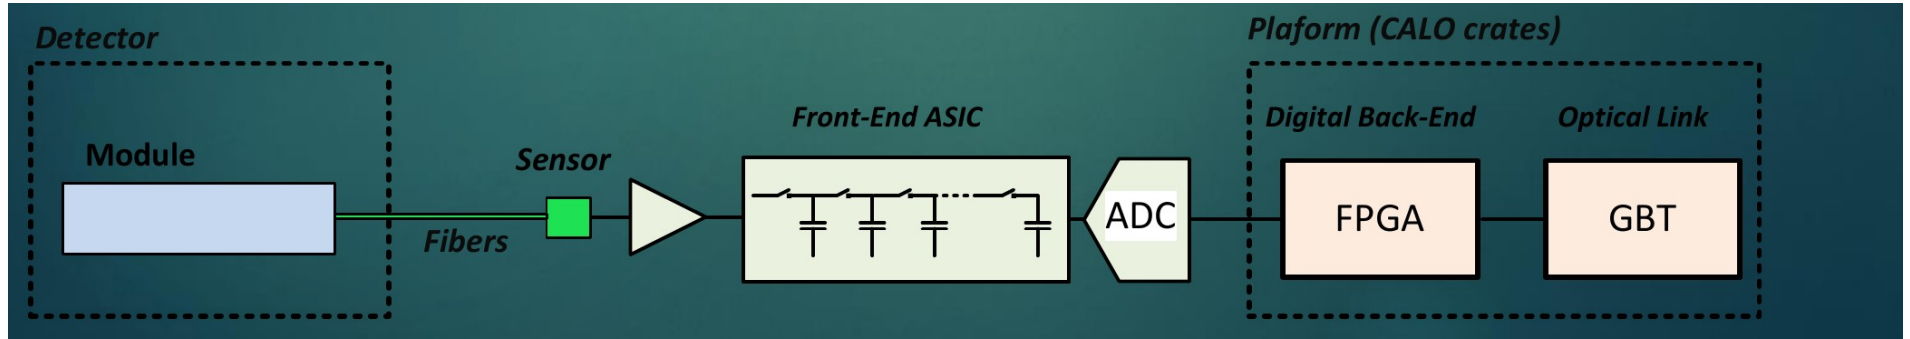 Detector
Plaform (CALO crates)
Module
Fibers
Sensor
Front-End ASIC
ADC
Digital Back-End
Optical Link
FPGA
GBT